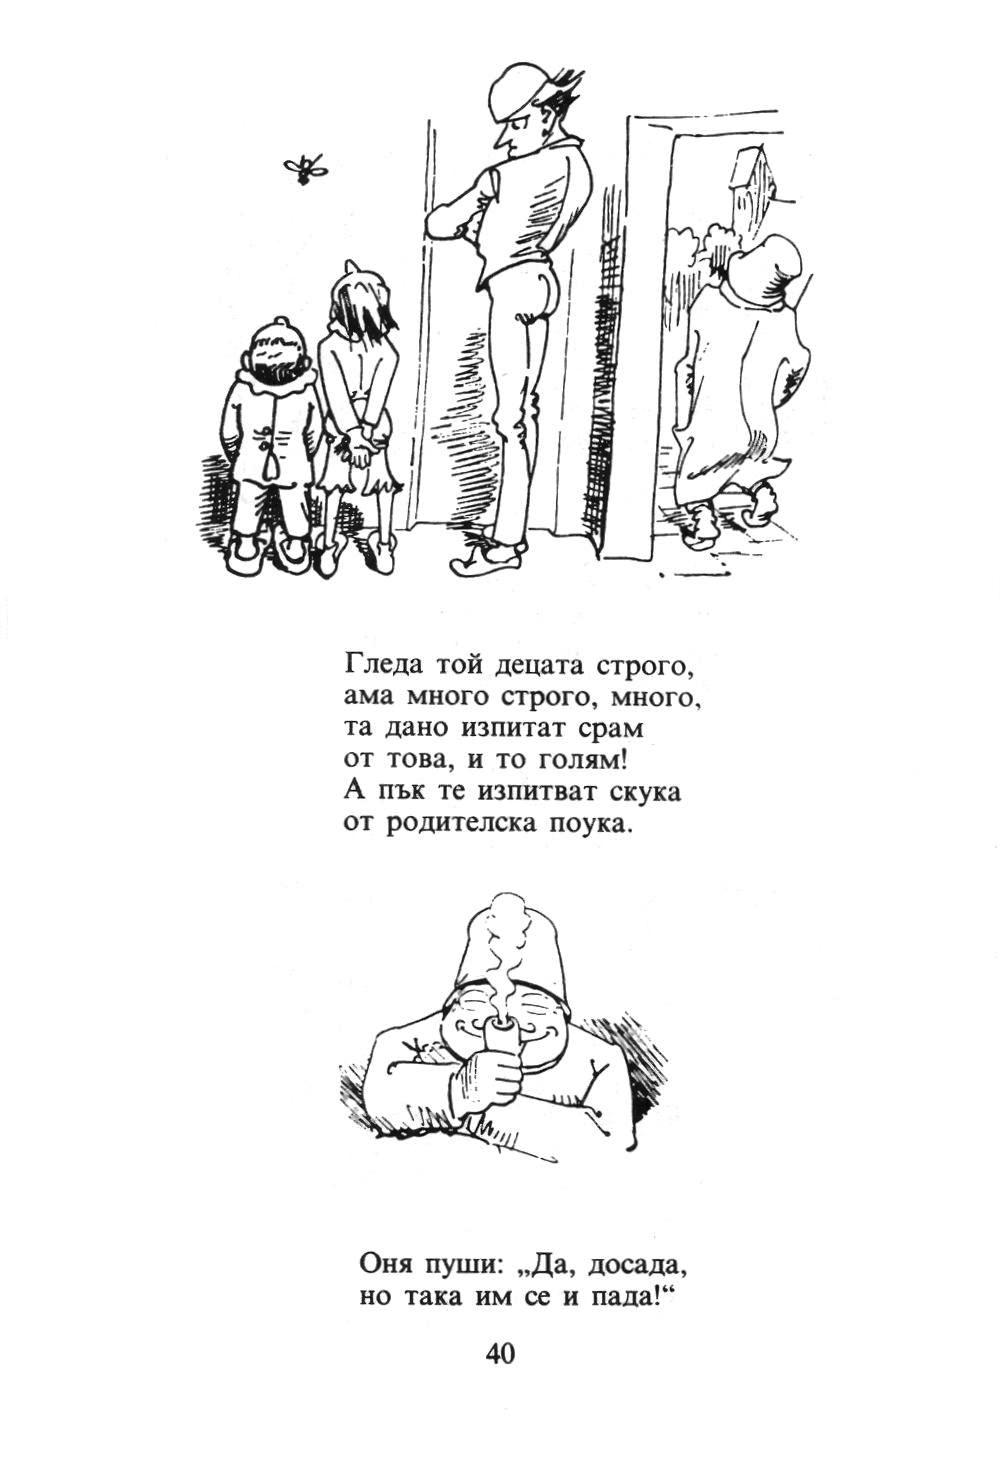 Гледа той децата строго,
ама много строго, много,
та дано изпитат срам
от това, и то голям!
А пък те изпитват скука
от родителска поука.
Оня пуши: „Да, досада,
но така им се и пада!“
40